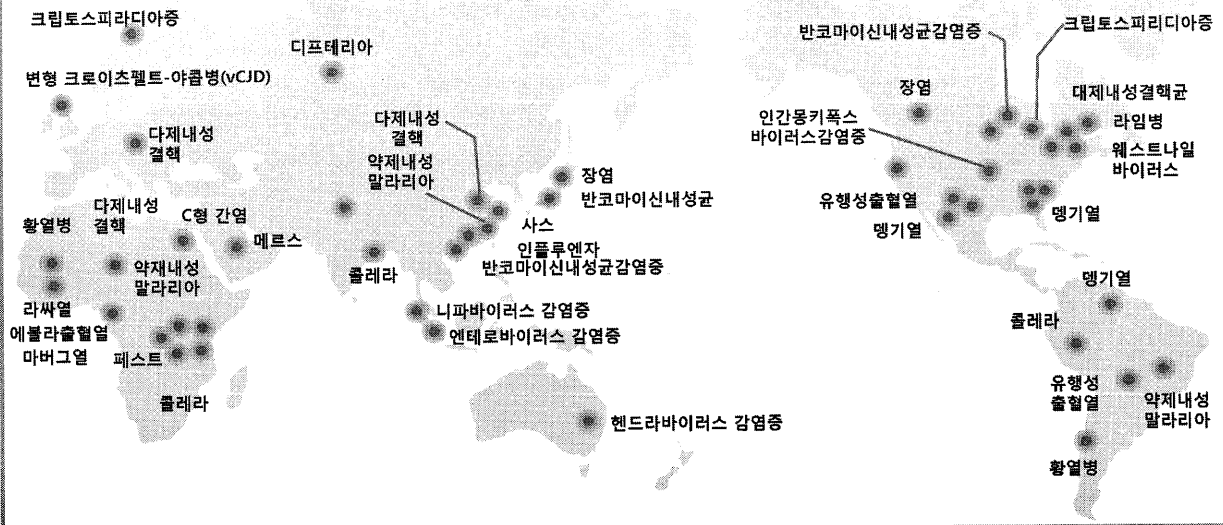 크립토스피라디아증
변형 크로이츠펠트-야콥병(vCJD)
다제내성
결핵
디프테리아
다제내성
결핵
약제내성
말라리아
장염
반코마이신내성균
사스
인플루엔자
반코마이신내성균감염증
콜레라
니파바이러스 감염증
엔테로바이러스 감염증
헨드라바이러스 감염증
다제내성
결핵
C형 간염
메르스
황열병
약재내성
말라리아
라싸열
에볼라출혈열
마버그열
페스트
콜레라
반코마이신내성균감염증
크립토스피리디아증
장염
대제내성결핵균
인간몽키폭스
바이러스감염증
라임병
웨스트나일
바이러스
유행성출혈열
뎅기열
뎅기열
뎅기열
콜레라
유행성
출혈열
약제내성
말라리아
황열병